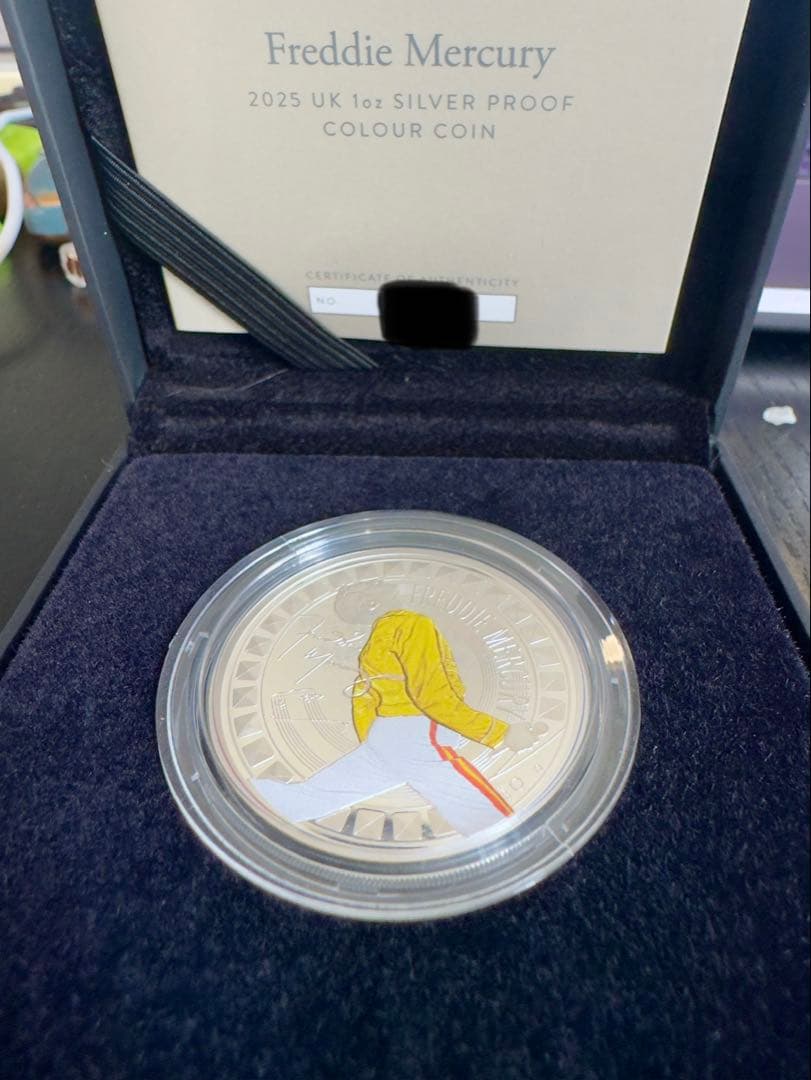 Freddie Mercury
2025 UK 1oz SILVER PROOF
COLOUR COIN
CERTIFICATE OF AUTHENTICITY
NO.
FREDDIE MERCURY